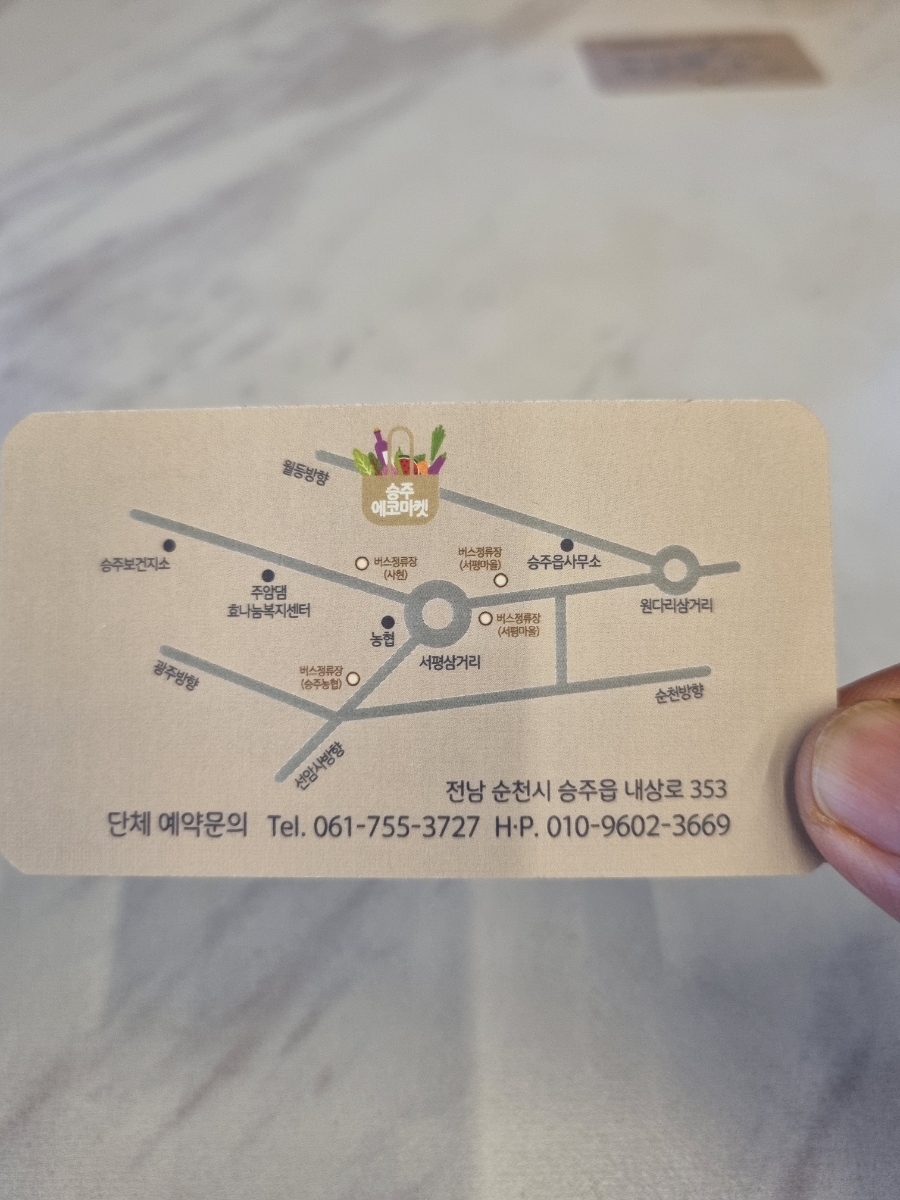 월등방향
승주
에코마켓
승주보건지소
주암댐
효나눔복지센터
버스정류장
(사현)
버스정류장
(서평마을)
승주읍사무소
원다리삼거리
농협
버스정류장
(서평마을)
서평삼거리
광주방향
버스정류장
(승주농협)
순천방향
선암사방향
전남 순천시 승주읍 내상로 353
단체 예약문의 Tel. 061-755-3727 H·P. 010-9602-3669